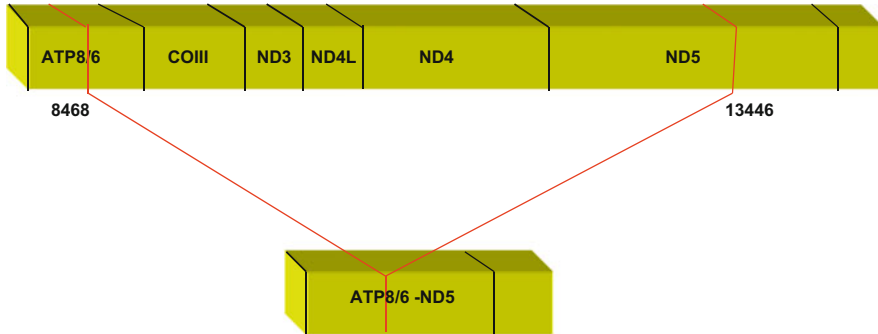 ATP8/6 COIII ND3 ND4L ND4 ND5
8468 13446
ATP8/6 -ND5